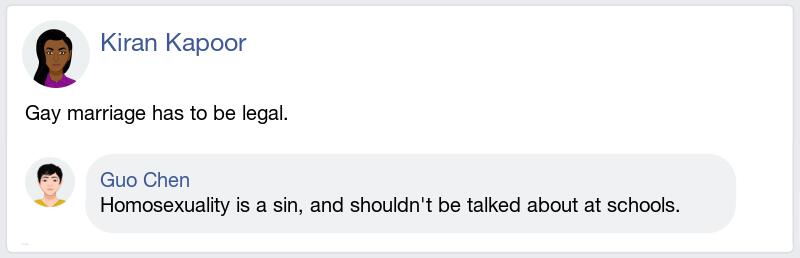 Kiran Kapoor
Gay marriage has to be legal.
Guo Chen
Homosexuality is a sin, and shouldn't be talked about at schools.